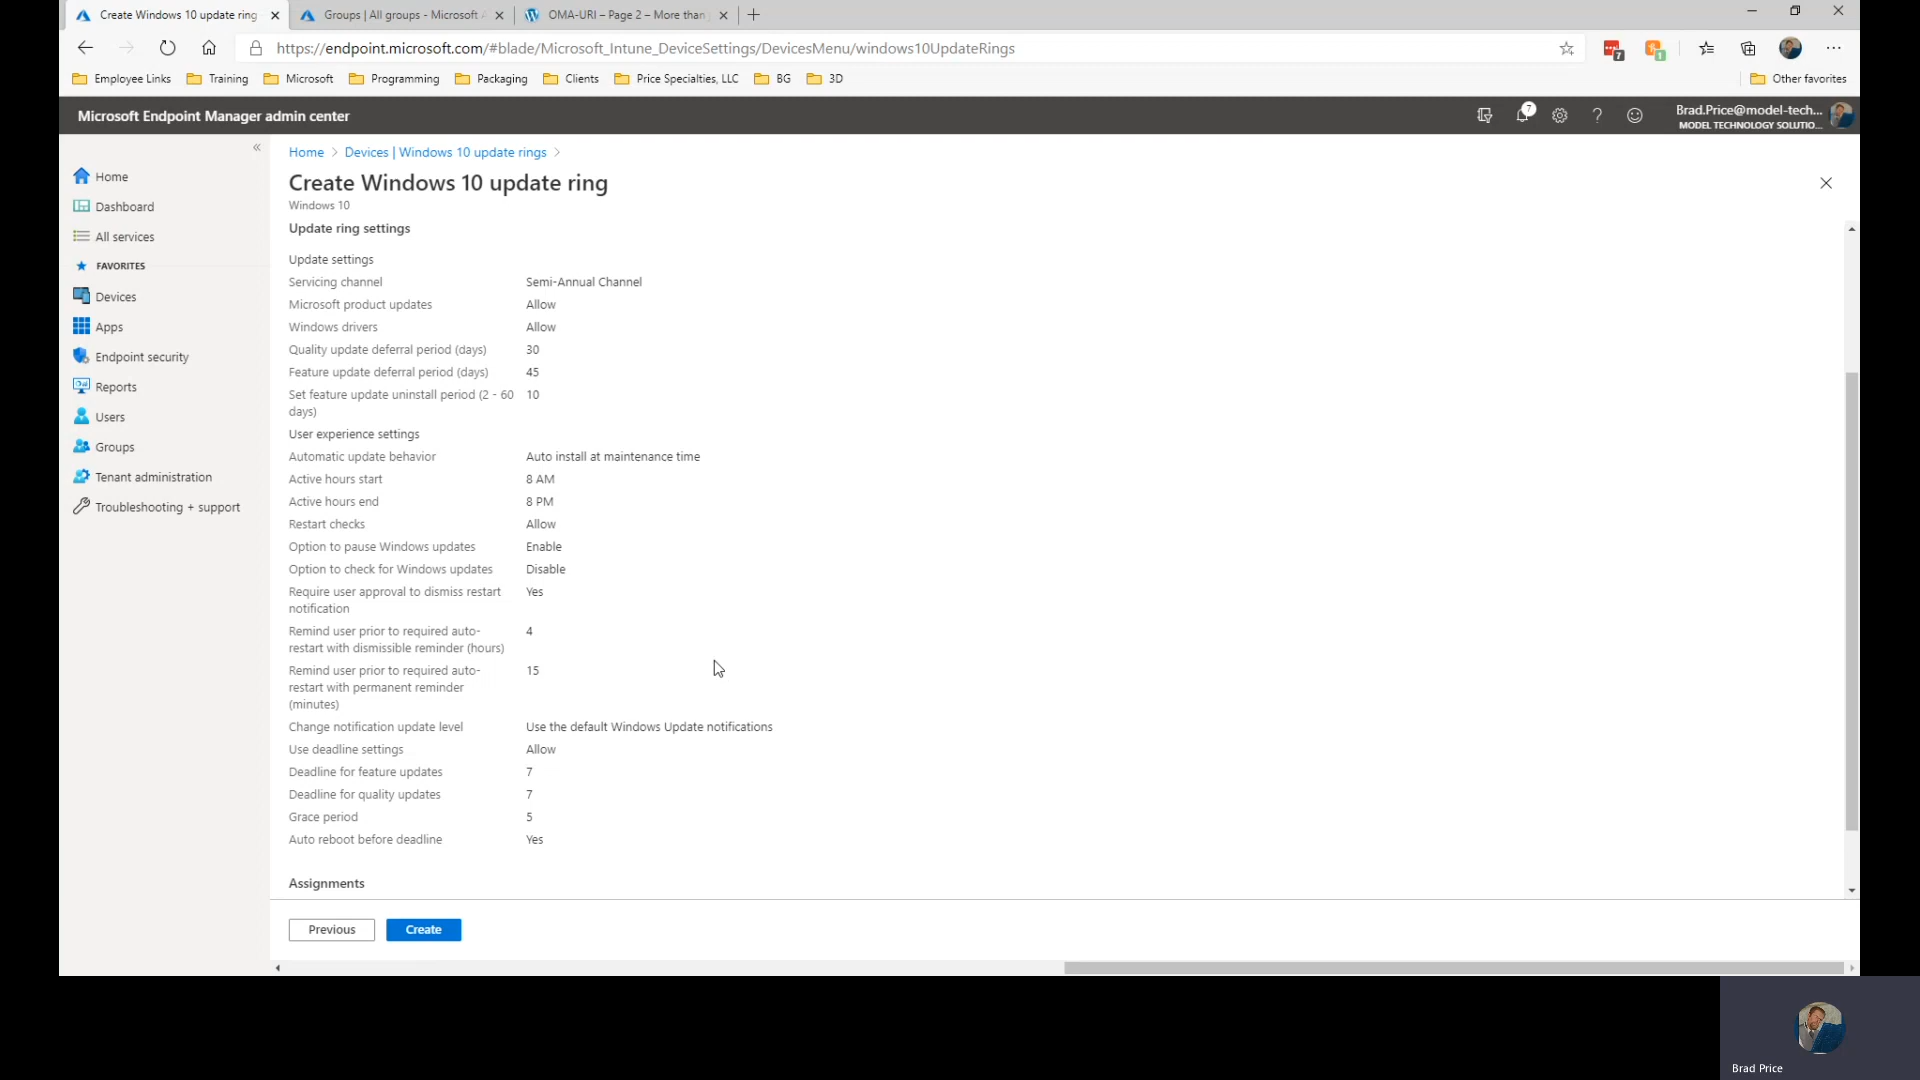 Create Windows 10 update ring
Groups | All groups - Microsoft A
OMA-URI – Page 2 – More than
https://endpoint.microsoft.com/#blade/Microsoft_Intune_DeviceSettings/DevicesMenu/windows10UpdateRings
7
1
Employee Links
Training
Microsoft
Programming
Packaging
Clients
Price Specialties, LLC
BG
3D
Other favorites
Microsoft Endpoint Manager admin center
7
Brad.Price@model-tech...
MODEL TECHNOLOGY SOLUTIO...
Home
Dashboard
All services
FAVORITES
Devices
Apps
Endpoint security
Reports
Users
Groups
Tenant administration
Troubleshooting + support
Home > Devices | Windows 10 update rings >
Create Windows 10 update ring
Windows 10
Update ring settings
Update settings
Servicing channel Semi-Annual Channel
Microsoft product updates Allow
Windows drivers Allow
Quality update deferral period (days) 30
Feature update deferral period (days) 45
Set feature update uninstall period (2 - 60 10
days)
User experience settings
Automatic update behavior Auto install at maintenance time
Active hours start 8 AM
Active hours end 8 PM
Restart checks Allow
Option to pause Windows updates Enable
Option to check for Windows updates Disable
Require user approval to dismiss restart Yes
notification
Remind user prior to required auto- 4
restart with dismissible reminder (hours)
Remind user prior to required auto- 15
restart with permanent reminder
(minutes)
Change notification update level Use the default Windows Update notifications
Use deadline settings Allow
Deadline for feature updates 7
Deadline for quality updates 7
Grace period 5
Auto reboot before deadline Yes
Assignments
Previous
Create
Brad Price